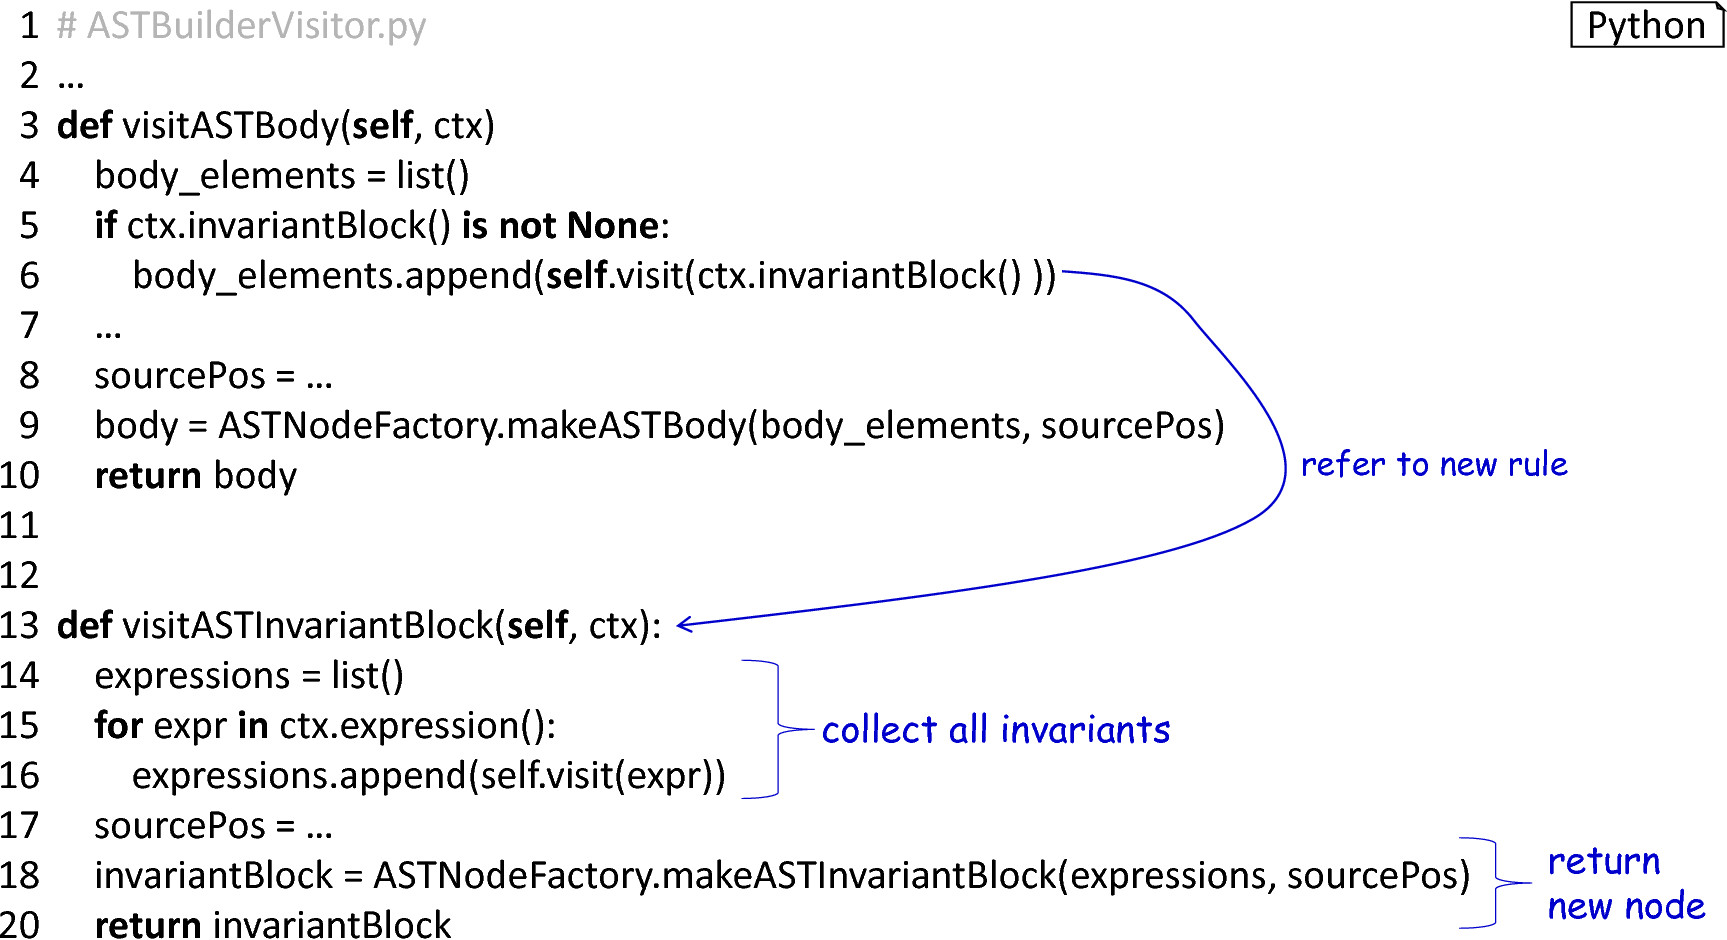 1 # ASTBuilderVisitor.py
Python
2 ...
3 def visitASTBody(self, ctx)
4 body_elements = list()
5 if ctx.invariantBlock() is not None:
6 body_elements.append(self.visit(ctx.invariantBlock() ))
7 ...
8 sourcePos = ...
9 body = ASTNodeFactory.makeASTBody(body_elements, sourcePos)
refer to new rule
10 return body
11
12
13 def visitASTInvariantBlock(self, ctx):
14 expressions = list()
15 for expr in ctx.expression():
collect all invariants
16 expressions.append(self.visit(expr))
17 sourcePos = ...
18 invariantBlock = ASTNodeFactory.makeASTInvariantBlock(expressions, sourcePos)
return
new node
20 return invariantBlock